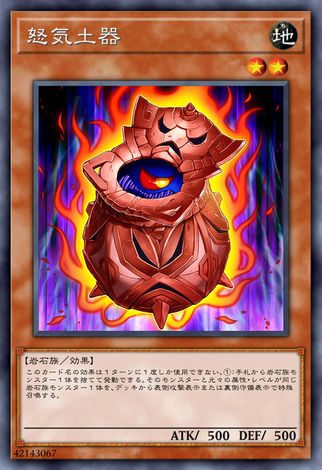 怒気土器
ち
地
【岩石族／効果】
このカード名の効果は1ターンに1度しか使用できない。①：手札から岩石族モ
ンスター1体を捨てて発動できる。そのモンスターと元々の属性・レベルが同じ
岩石族モンスター1体を、デッキから表側攻撃表示または裏側守備表示で特殊
召喚する。
ATK/ 500 DEF/ 500
42143067